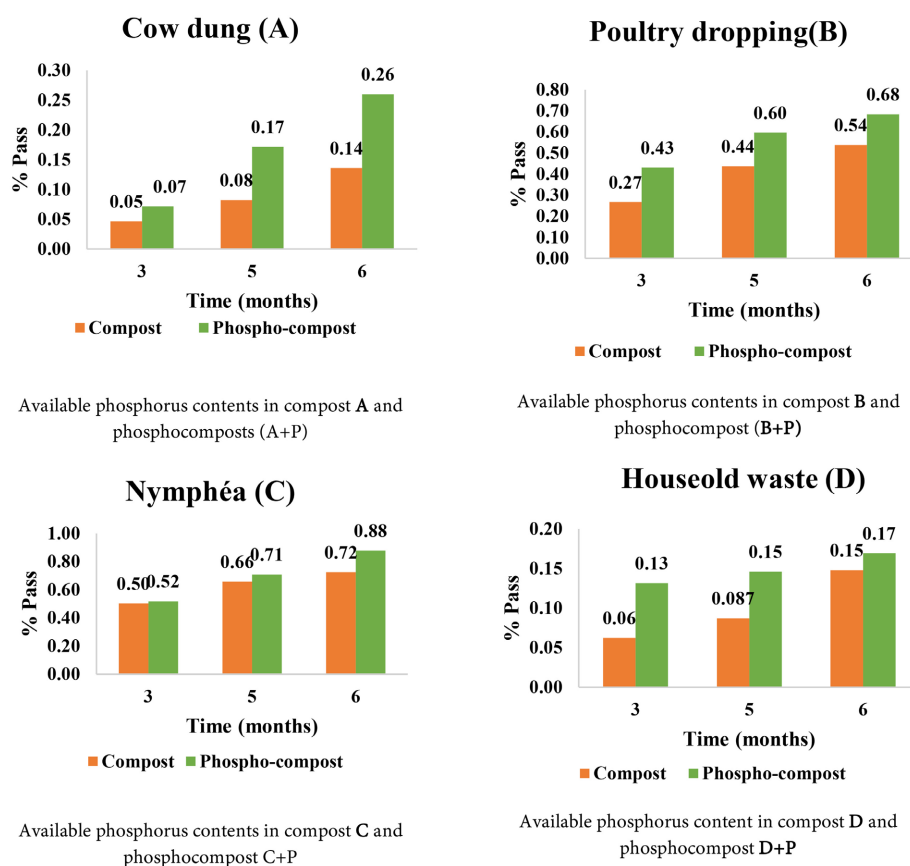 Cow dung (A)
0.30
0.25
0.20
0.15
0.10
0.05
0.00
% Pass
0.05
0.07
0.08
0.17
0.14
0.26
3
5
6
Time (months)
Compost
Phospho-compost
Available phosphorus contents in compost A and
phosphocomposts (A+P)
Poultry dropping(B)
0.80
0.70
0.60
0.50
0.40
0.30
0.20
0.10
0.00
% Pass
0.27
0.43
0.44
0.60
0.54
0.68
3
5
6
Time (months)
Compost
Phospho-compost
Available phosphorus contents in compost B and
phosphocompost (B+P)
Nymphéa (C)
1.00
0.80
0.60
0.40
0.20
0.00
% Pass
0.50
0.52
0.66
0.71
0.72
0.88
3
5
6
Time (months)
Compost
Phospho-compost
Available phosphorus contents in compost C and
phosphocompost C+P
Houseold waste (D)
0.20
0.15
0.10
0.05
0.00
% Pass
0.06
0.13
0.087
0.15
0.15
0.17
3
5
6
Time (months)
Compost
Phospho-compost
Available phosphorus content in compost D and
phosphocompost D+P